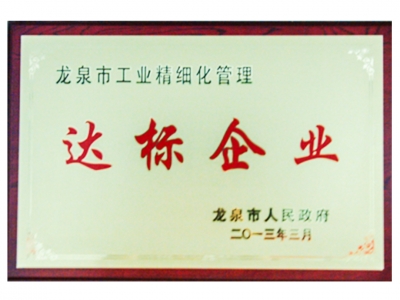 龙泉市工业精细化管理
达标企业
龙泉市人民政府
二〇一三年三月